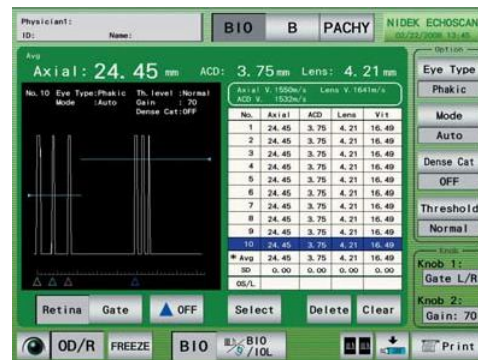 Physician1:
ID: Name:
BIO B PACHY
NIDEK ECHOSCAN
02/22/2008 13:45
Avg
Axial: 24.45 mm ACD: 3.75 mm Lens: 4.21 mm
No.10 Eye Type:Phakic Th.level :Normal
Mode :Auto Gain : 70
Dense Cat:OFF
Axial V.1550m/s Lens V.1641m/s
ACD V. 1532m/s
No. Axial ACD Lens Vit
1 24.45 3.75 4.21 16.49
2 24.45 3.75 4.21 16.49
3 24.45 3.75 4.21 16.49
4 24.45 3.75 4.21 16.49
5 24.45 3.75 4.21 16.49
6 24.45 3.75 4.21 16.49
7 24.45 3.75 4.21 16.49
8 24.45 3.75 4.21 16.49
9 24.45 3.75 4.21 16.49
10 24.45 3.75 4.21 16.49
* Avg 24.45 3.75 4.21 16.49
SD 0.00 0.00 0.00 0.00
OS/L
Option
Eye Type
Phakic
Mode
Auto
Dense Cat
OFF
Threshold
Normal
Knob
Knob 1:
Gate L/R
Knob 2:
Gain: 70
Retina Gate OFF Select Delete Clear
OD/R FREEZE BIO BIO/IOL Print